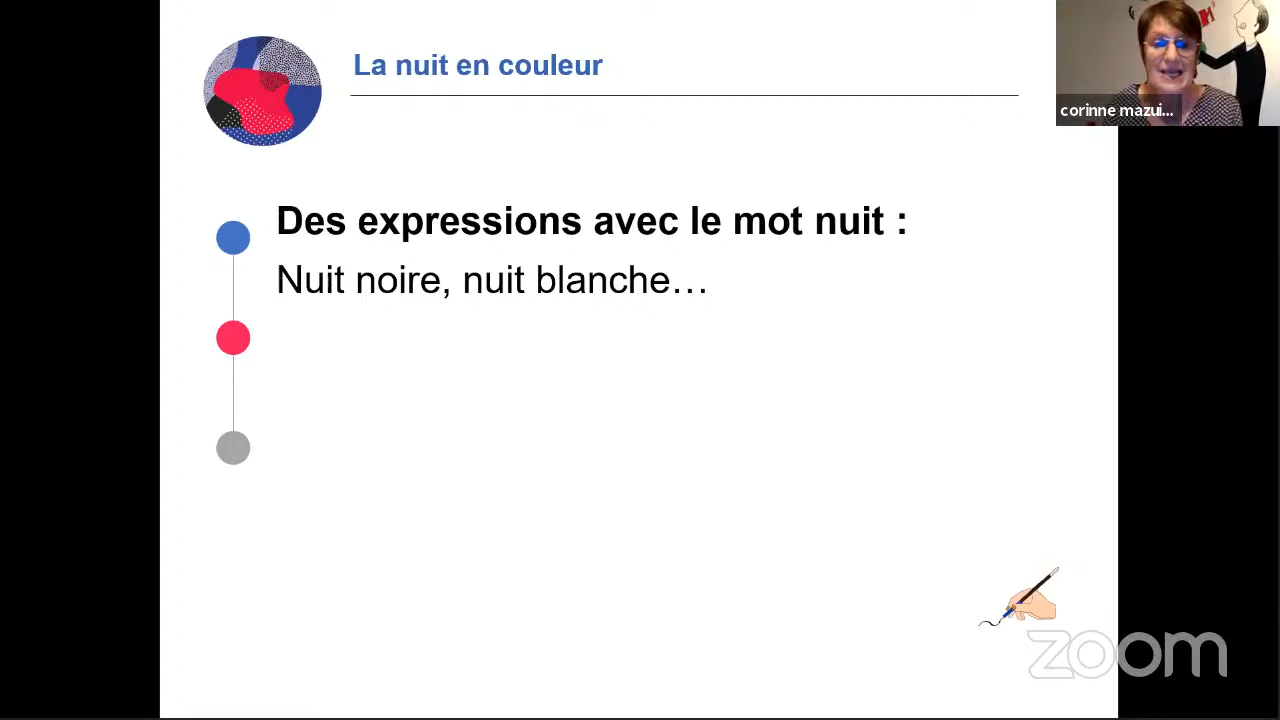 La nuit en couleur
corinne mazui...
Des expressions avec le mot nuit :
Nuit noire, nuit blanche…
zoom